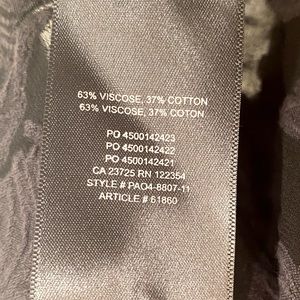 63% VISCOSE, 37% COTTON
63% VISCOSE, 37% COTON
PO 4500142423
PO 4500142422
PO 4500142421
CA 23725 RN 122354
STYLE # PAO4-8807-11
ARTICLE # 61860